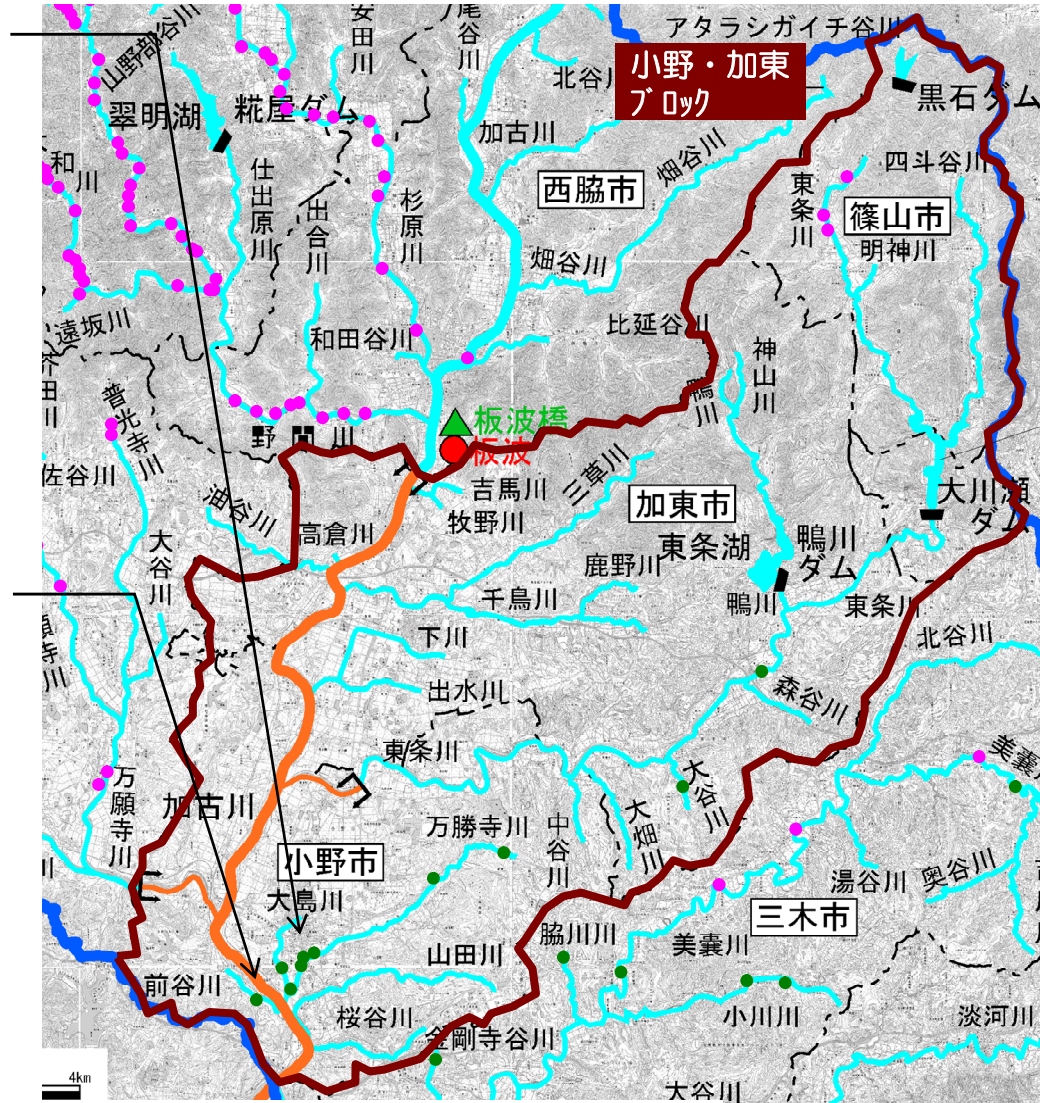 安田川
尾谷川
アタラシガイチ谷川
山野部谷川
小野・加東
ブロック
北谷川
翠明湖
糀屋ダム
黒石ダム
加古川
畑谷川
和
川
仕出原川
出合川
杉原川
西脇市
東条川
四斗谷川
篠山市
明神川
畑谷川
遠坂川
和田谷川
比延谷川
芥田川
普光寺川
鴨川
神山川
板波橋
野間川
板波
佐谷川
油谷川
高倉川
吉馬川
牧野川
三草川
加東市
東条湖
鴨川
ダム
大川瀬
ダム
大谷川
鹿野川
千鳥川
鴨川
東条川
寺川
下川
北谷川
出水川
森谷川
東条川
美嚢川
万願寺川
加古川
大谷川
万勝寺川
中谷川
大畑川
小野市
大島川
湯谷川
奥谷川
三木市
山田川
脇川川
美嚢川
前谷川
桜谷川
金剛寺谷川
小川川
淡河川
4km
大谷川